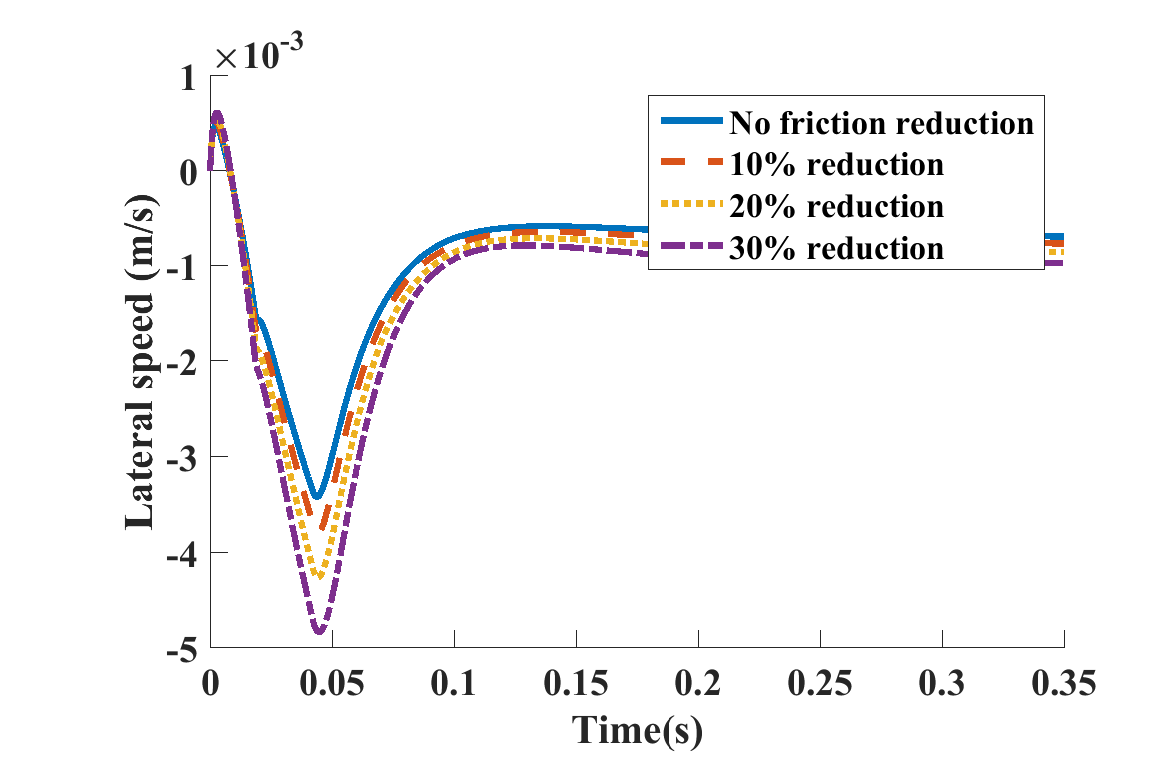 ×10-3
1
0
-1
-2
-3
-4
-5
Lateral speed (m/s)
No friction reduction
10% reduction
20% reduction
30% reduction
0 0.05 0.1 0.15 0.2 0.25 0.3 0.35
Time(s)